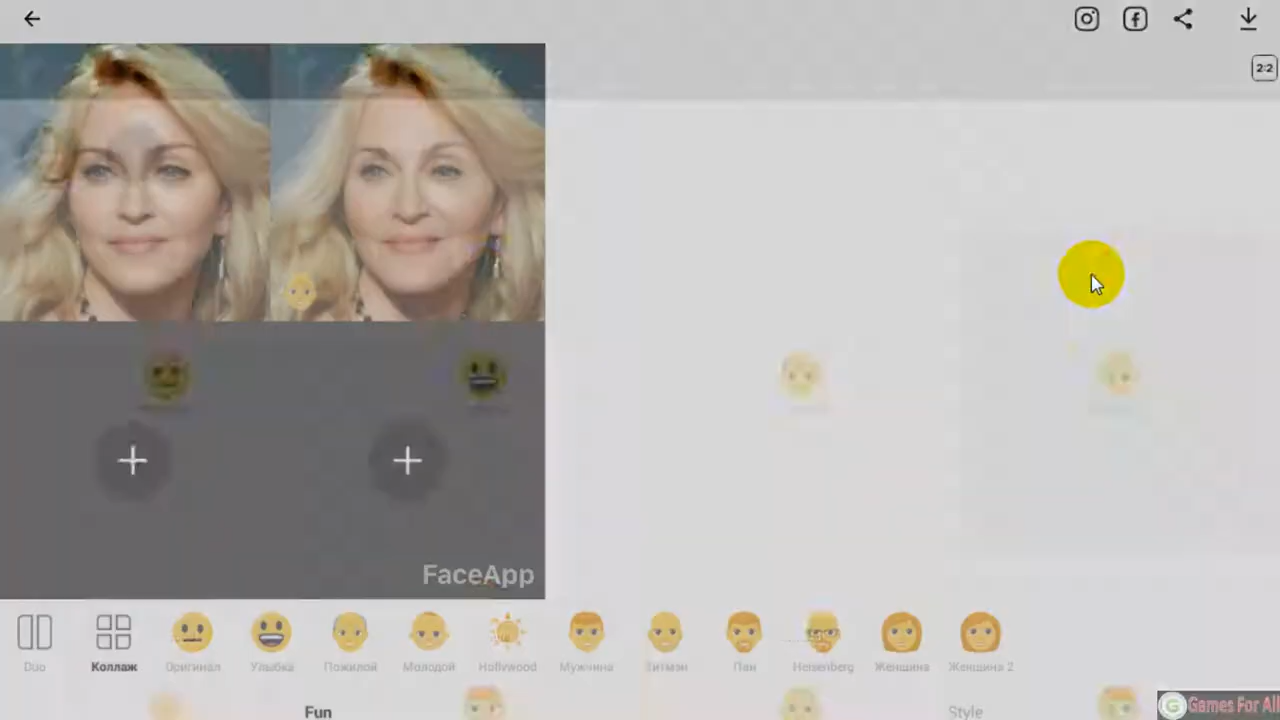 2:2
FaceApp
Duo
Коллаж
Оригинал
Улыбка
Пожилой
Молодой
Hollywood
Мужчина
Хитмэн
Пан
Heisenberg
Женщина
Женщина 2
Fun
Style
Games For All